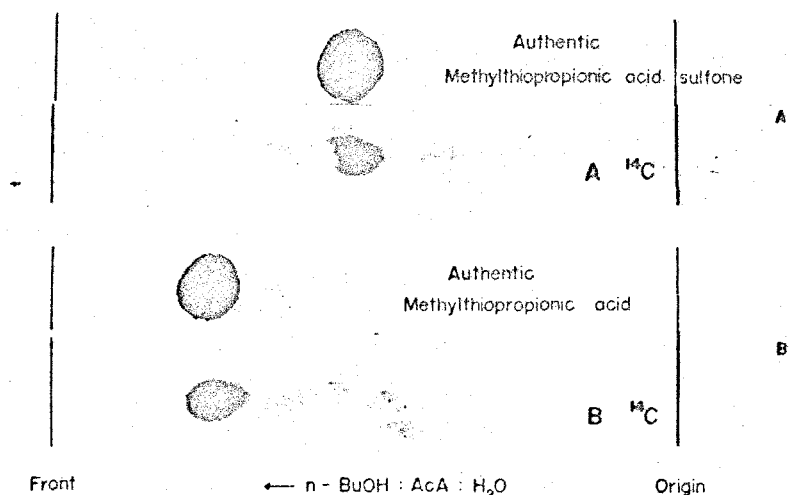 Authentic
Methylthiopropionic acid sulfone
A
A ¹⁴C
Authentic
Methylthiopropionic acid
B
B ¹⁴C
Front ← n - BuOH : AcA : H₂O Origin